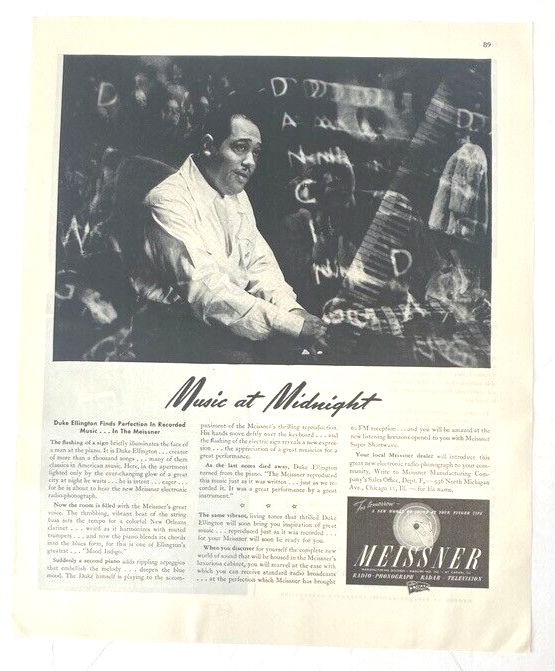 89
D
D
D
A
N
C
I
N
D
N
G
Music at Midnight
Duke Ellington Finds Perfection In Recorded
Music . . . In The Meissner
The flashing of a sign briefly illuminates the face of
a man at the piano. It is Duke Ellington . . . creator
of more than a thousand songs . . . many of them
classics in American music. Here, in the apartment
lighted only by the ever-changing glow of a great
city at night he waits . . . he is intent . . . eager . . .
for he is about to hear the new Meissner electronic
radio-phonograph.
Now the room is filled with the Meissner's great
voice. The throbbing, vibrant beat of the string
bass sets the tempo for a colorful New Orleans
clarinet . . . weird as it harmonizes with muted
trumpets . . . and now the piano blends its chords
into the blues form, for this is one of Ellington's
greatest . . . "Mood Indigo."
Suddenly a second piano adds rippling arpeggios
that embellish the melody . . . deepen the blue
mood. The Duke himself is playing to the accom-
paniment of the Meissner's thrilling reproduction.
His hands move deftly over the keyboard . . . and
the flashing of the electric sign reveals a new expres-
sion . . . the appreciation of a great musician for a
great performance.
As the last notes died away, Duke Ellington
turned from the piano. "The Meissner reproduced
this music just as it was written . . . just as we re-
corded it. It was a great performance by a great
instrument."
The same vibrant, living tones that thrilled Duke
Ellington will soon bring you inspiration of great
music . . . reproduced just as it was recorded . . .
for your Meissner will soon be ready for you.
When you discover for yourself the complete new
world of sound that will be housed in the Meissner's
luxurious cabinet, you will marvel at the ease with
which you can receive standard radio broadcasts
. . . at the perfection which Meissner has brought
to FM reception . . . and you will be amazed at the
new listening horizons opened to you with Meissner
Super Shortwave.
Your local Meissner dealer will introduce this
great new electronic radio-phonograph to your com-
munity. Write to Meissner Manufacturing Com-
pany's Sales Office, Dept. F, —936 North Michigan
Ave., Chicago 11, Ill. — for his name.
For Tomorrow
A NEW WORLD OF SOUND AT YOUR FINGER TIPS
MEISSNER
RADIO-PHONOGRAPH • RADAR • TELEVISION